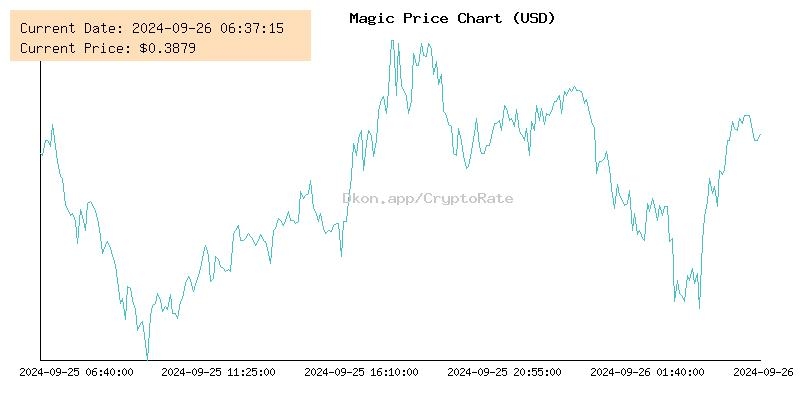 Magic Price Chart (USD)
Current Date: 2024-09-26 06:37:15
Current Price: $0.3879
Dkon.app/CryptoRate
2024-09-25 06:40:00 2024-09-25 11:25:00 2024-09-25 16:10:00 2024-09-25 20:55:00 2024-09-26 01:40:00 2024-09-26